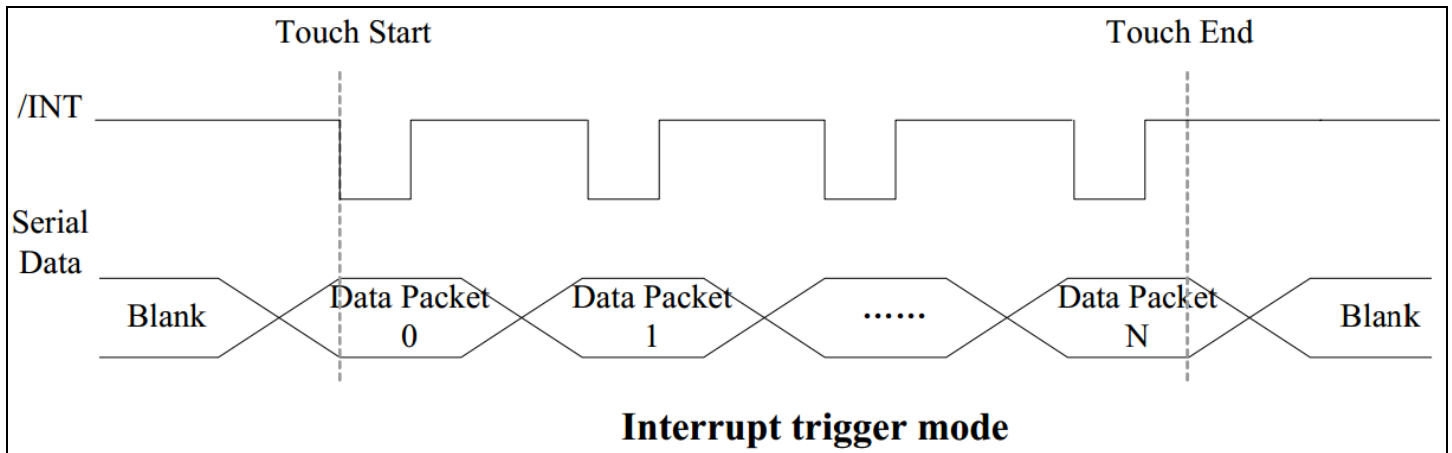 Touch Start
Touch End
/INT
Serial
Data
Blank
Data Packet
0
Data Packet
1
......
Data Packet
N
Blank
Interrupt trigger mode